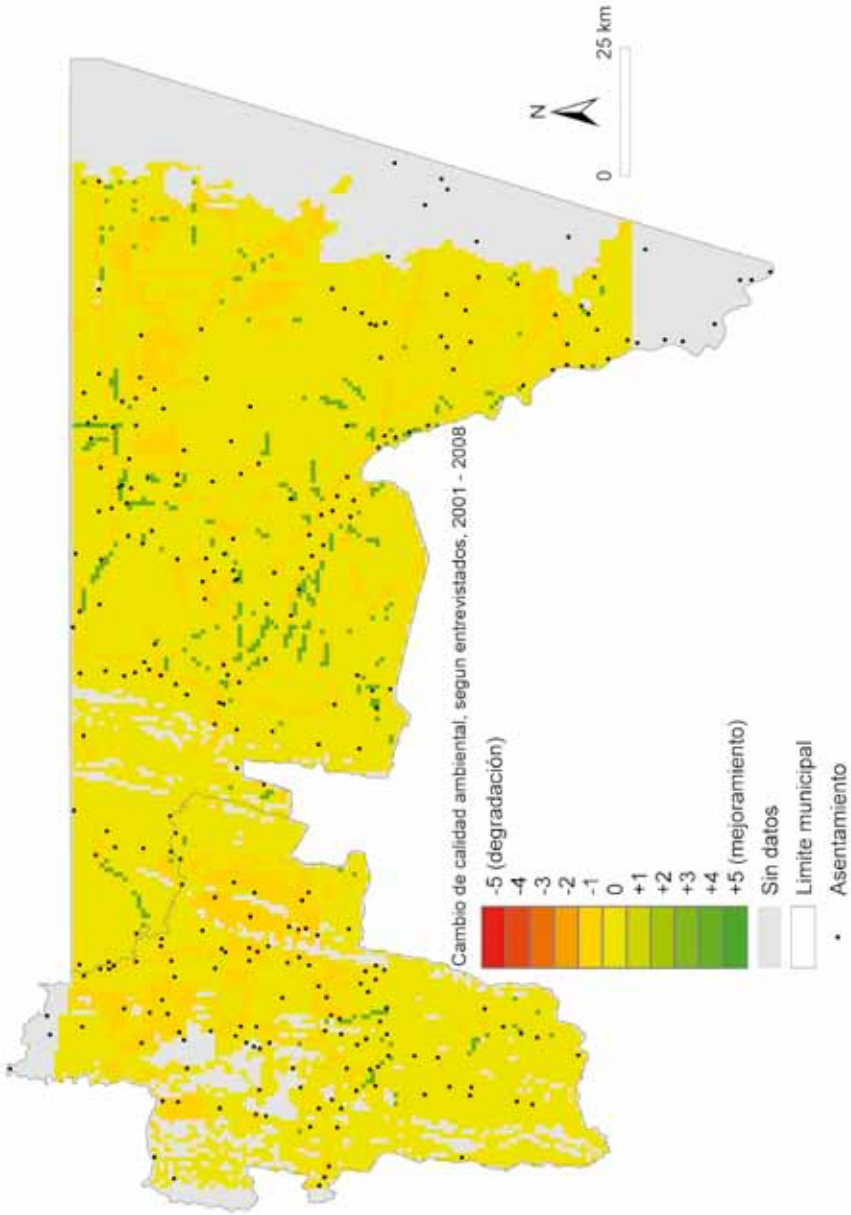 Cambio de calidad ambiental, segun entrevistados, 2001 - 2008
-5 (degradación)
-4
-3
-2
-1
0
+1
+2
+3
+4
+5 (mejoramiento)
Sin datos
Limite municipal
Asentamiento
N
0 25 km